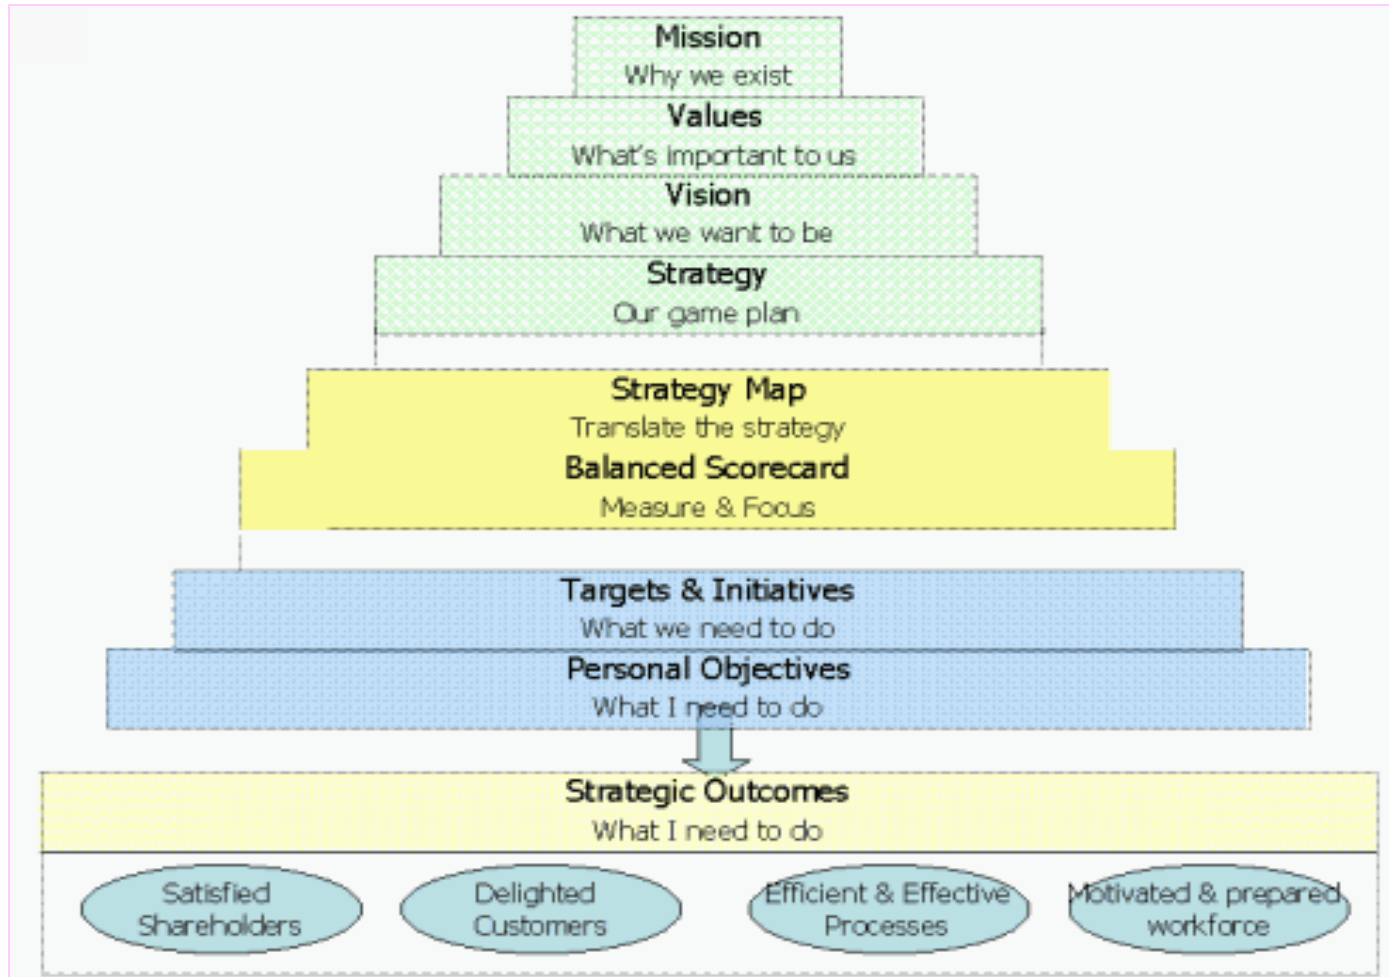 Mission
Why we exist
Values
What's important to us
Vision
What we want to be
Strategy
Our game plan
Strategy Map
Translate the strategy
Balanced Scorecard
Measure & Focus
Targets & Initiatives
What we need to do
Personal Objectives
What I need to do
Strategic Outcomes
What I need to do
Satisfied
Shareholders
Delighted
Customers
Efficient & Effective
Processes
Motivated & prepared
workforce